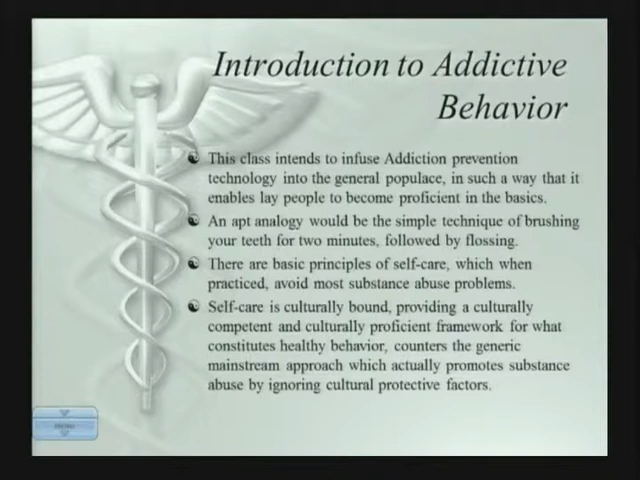 Introduction to Addictive
Behavior
This class intends to infuse Addiction prevention
technology into the general populace, in such a way that it
enables lay people to become proficient in the basics.
An apt analogy would be the simple technique of brushing
your teeth for two minutes, followed by flossing.
There are basic principles of self-care, which when
practiced, avoid most substance abuse problems.
Self-care is culturally bound, providing a culturally
competent and culturally proficient framework for what
constitutes healthy behavior, counters the generic
mainstream approach which actually promotes substance
abuse by ignoring cultural protective factors.